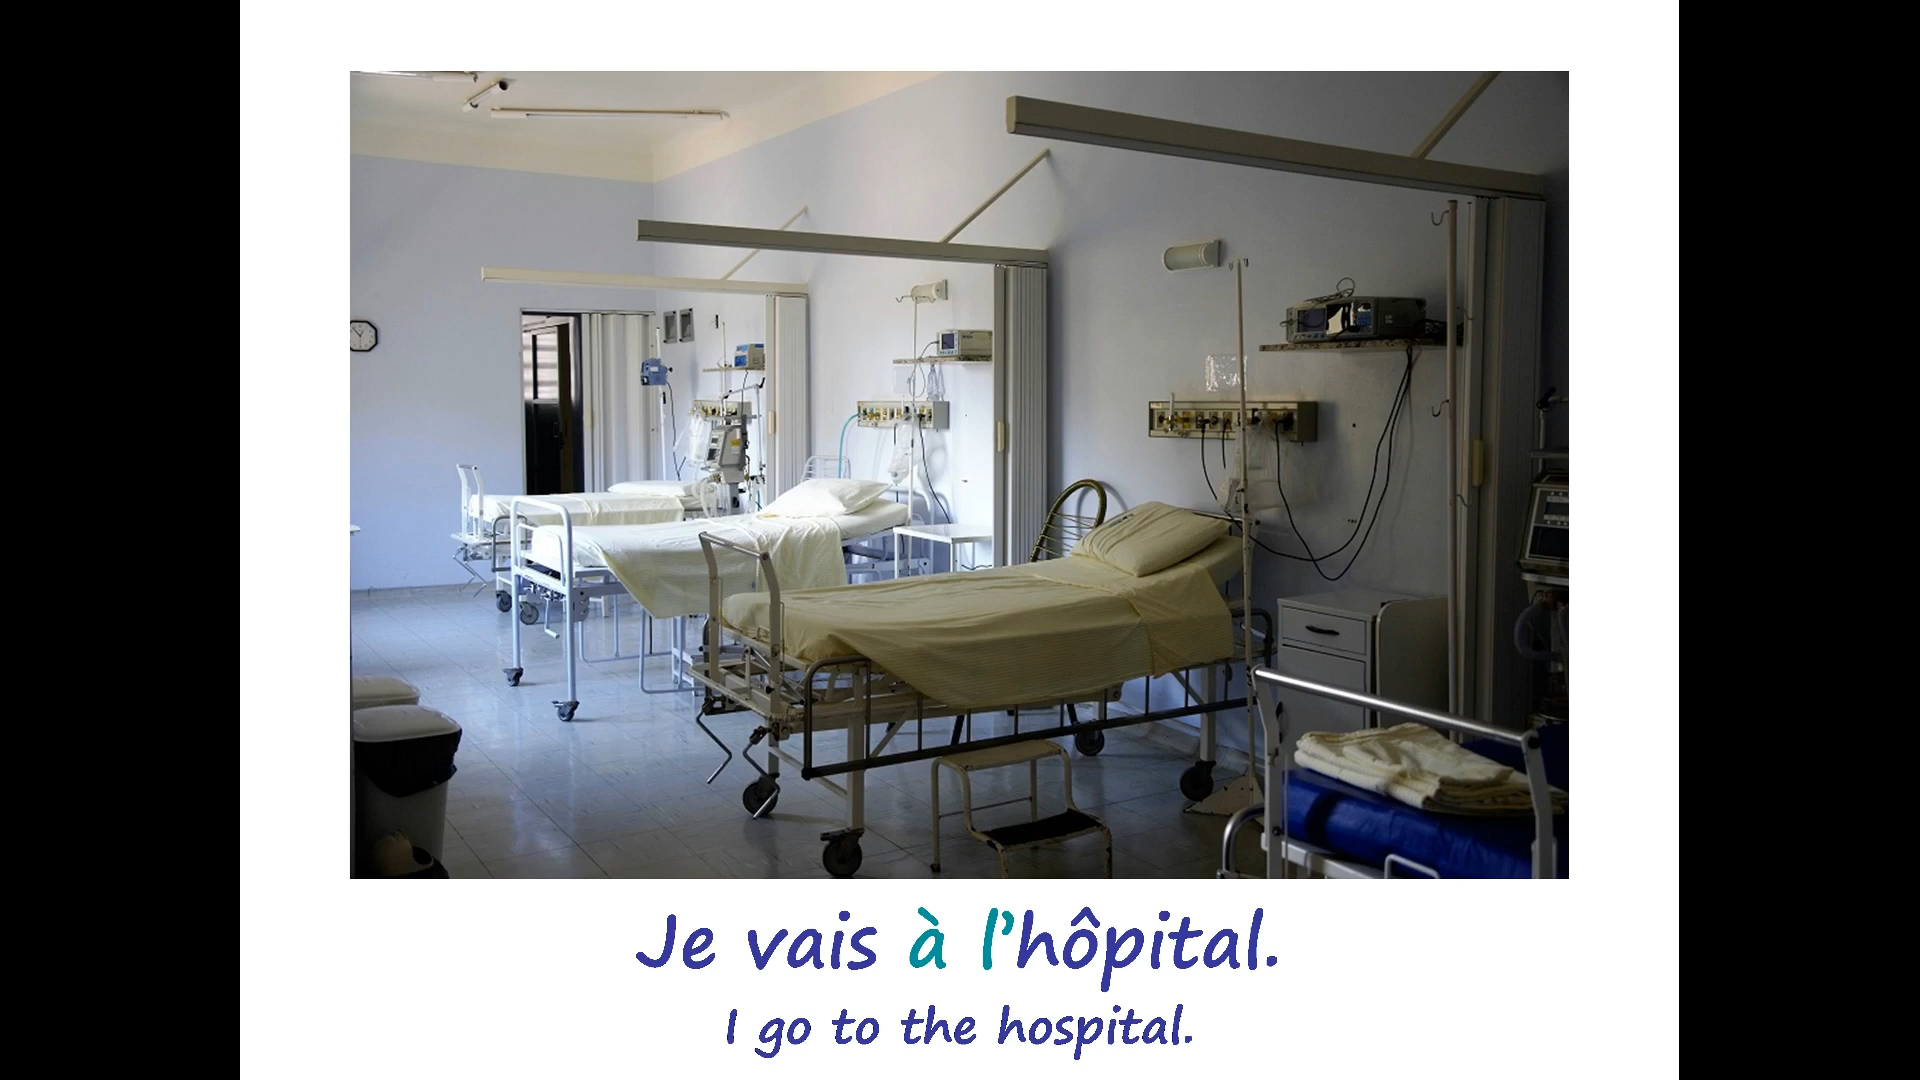 Je vais à l’hôpital.
I go to the hospital.